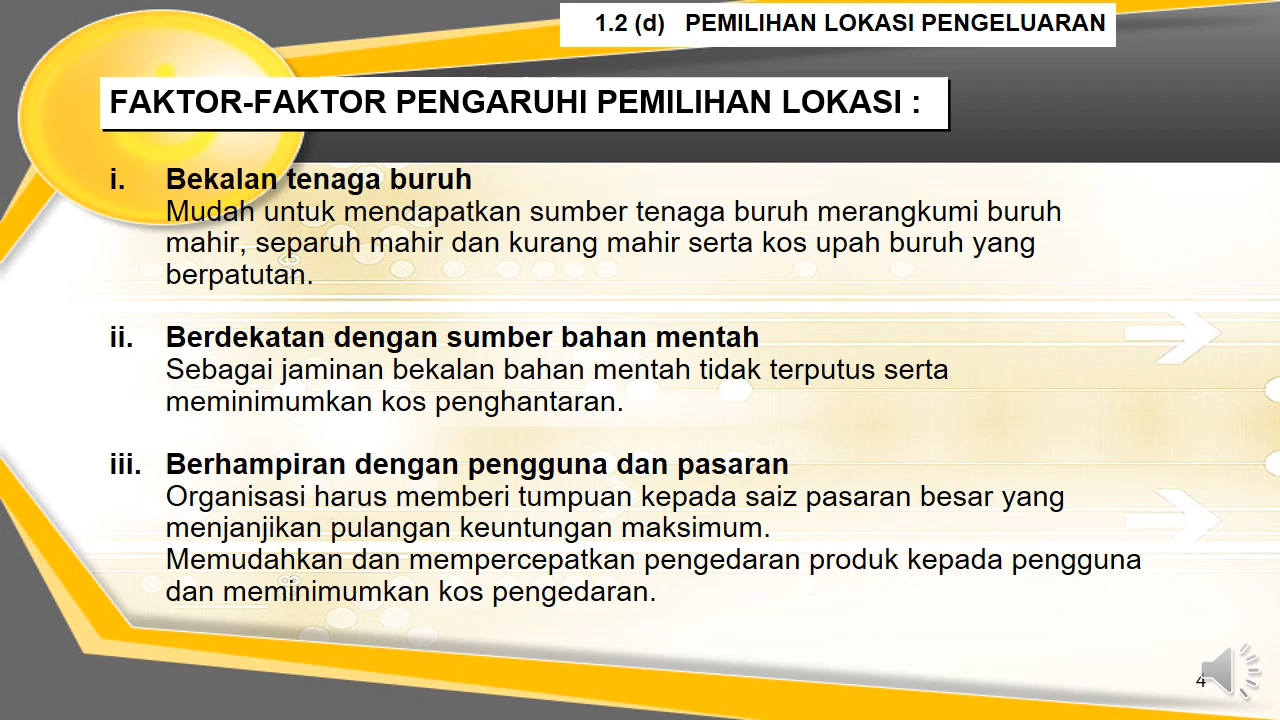 1.2 (d) PEMILIHAN LOKASI PENGELUARAN
FAKTOR-FAKTOR PENGARUHI PEMILIHAN LOKASI :
i. Bekalan tenaga buruh
Mudah untuk mendapatkan sumber tenaga buruh merangkumi buruh
mahir, separuh mahir dan kurang mahir serta kos upah buruh yang
berpatutan.
ii. Berdekatan dengan sumber bahan mentah
Sebagai jaminan bekalan bahan mentah tidak terputus serta
meminimumkan kos penghantaran.
iii. Berhampiran dengan pengguna dan pasaran
Organisasi harus memberi tumpuan kepada saiz pasaran besar yang
menjanjikan pulangan keuntungan maksimum.
Memudahkan dan mempercepatkan pengedaran produk kepada pengguna
dan meminimumkan kos pengedaran.
4